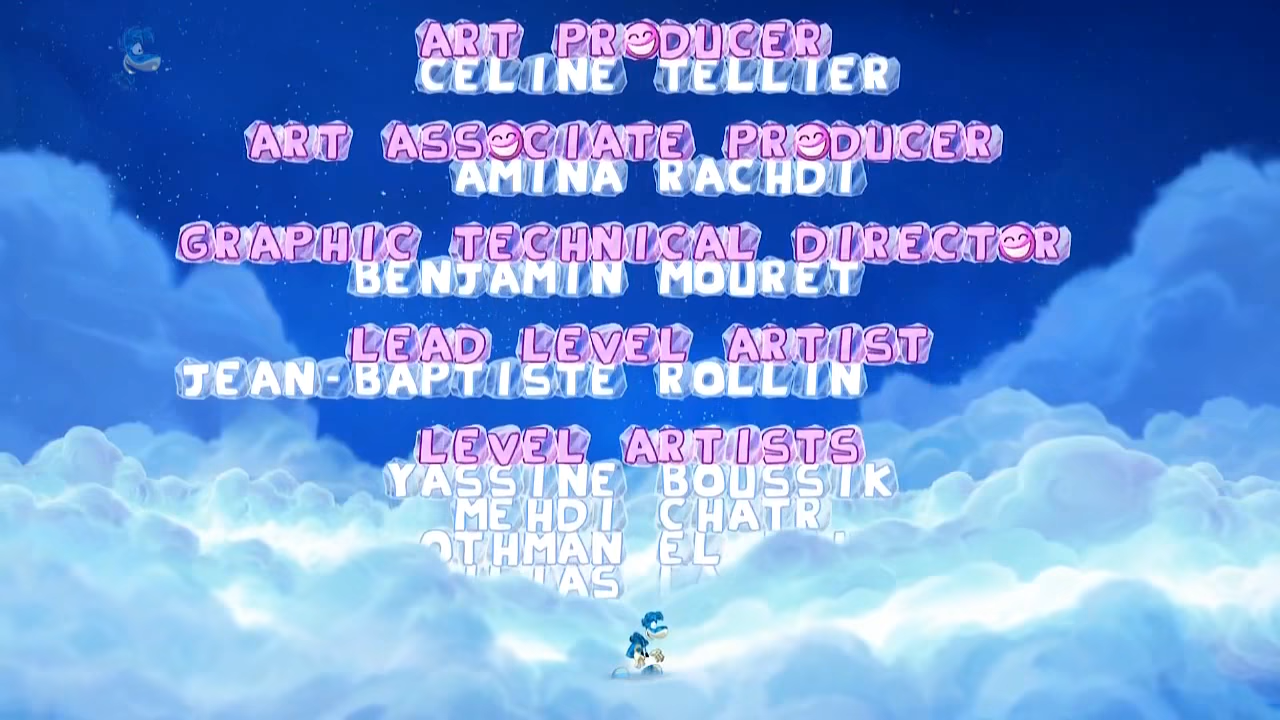 ART PRODUCER
CELINE TELLIER
ART ASSOCIATE PRODUCER
AMINA RACHDI
GRAPHIC TECHNICAL DIRECTOR
BENJAMIN MOURET
LEAD LEVEL ARTIST
JEAN-BAPTISTE ROLLIN
LEVEL ARTISTS
YASSINE BOUSSIK
MEHDI CHATR
OTHMAN EL